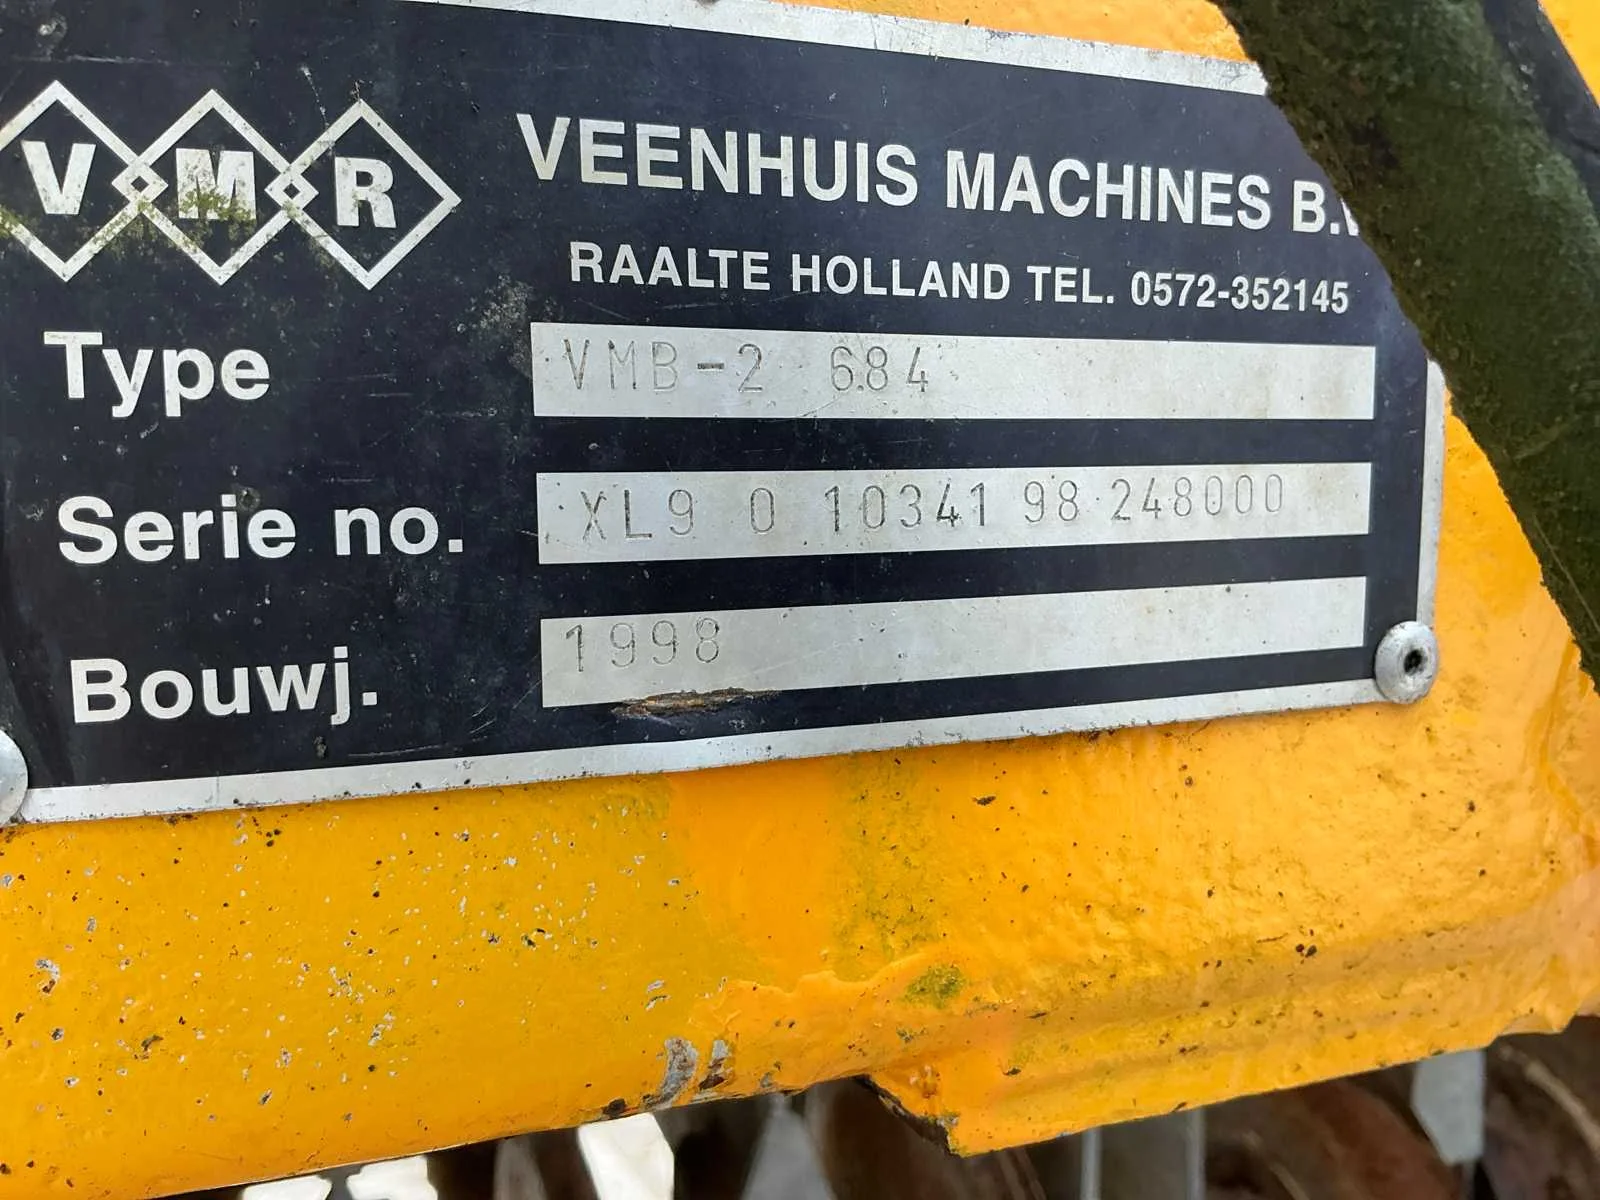 VMR
VEENHUIS MACHINES B.V
RAALTE HOLLAND TEL. 0572-352145
Type VMB-2 684
Serie no. XL9 0 10341 98 248000
Bouwj. 1998